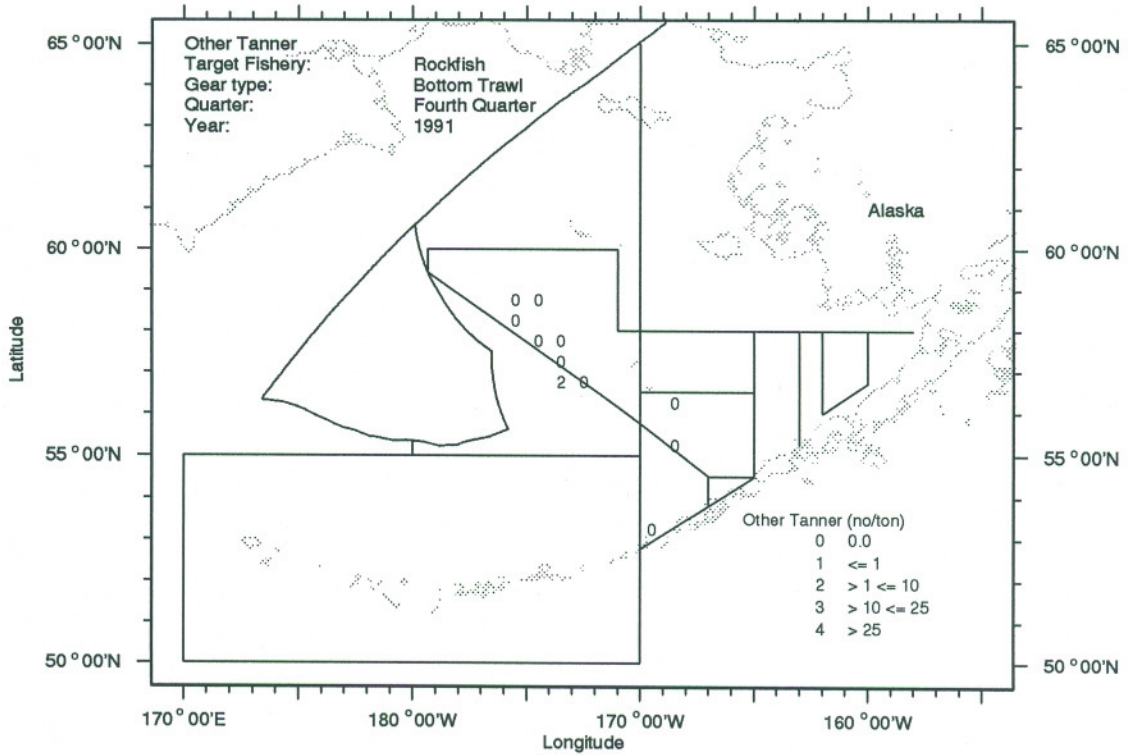 65 °00'N
65 °00'N
Other Tanner
Target Fishery: Rockfish
Gear type: Bottom Trawl
Quarter: Fourth Quarter
Year: 1991
Alaska
60 °00'N
60 °00'N
0 0
0
0 0
0
2 0
0
0
55 °00'N
55 °00'N
0
Other Tanner (no/ton)
0 0.0
1 <= 1
2 > 1 <= 10
3 > 10 <= 25
4 > 25
50 °00'N
50 °00'N
170 °00'E
180 °00'W
170 °00'W
160 °00'W
Longitude
Latitude